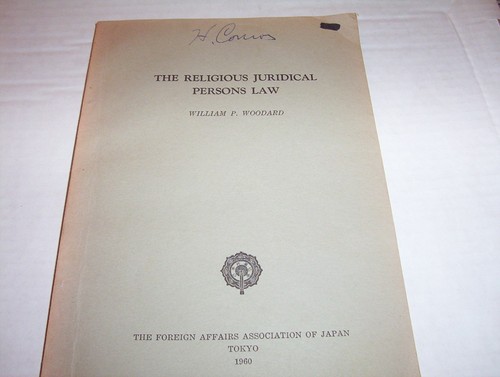 THE RELIGIOUS JURIDICAL
PERSONS LAW
WILLIAM P. WOODARD
THE FOREIGN AFFAIRS ASSOCIATION OF JAPAN
TOKYO
1960